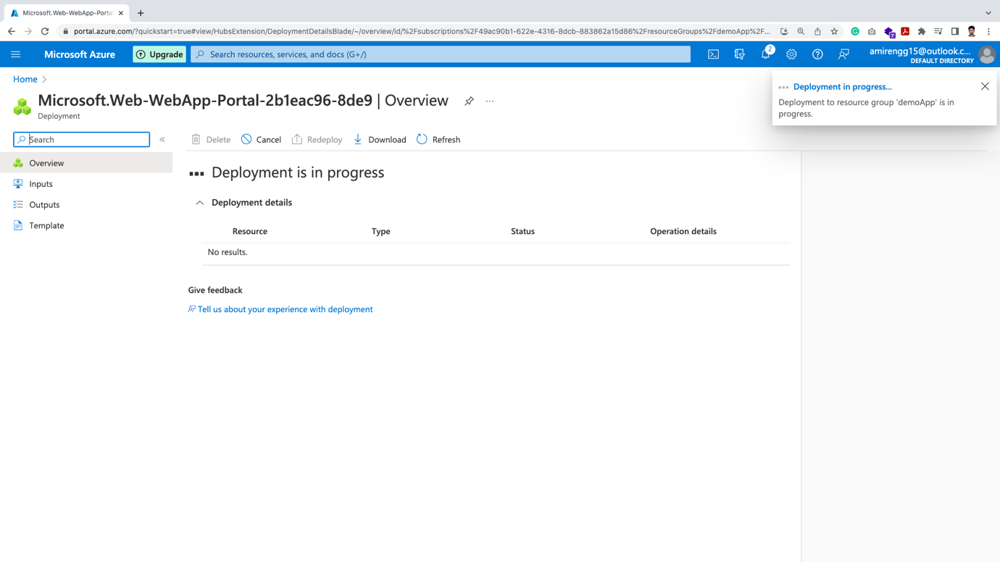 Microsoft.Web-WebApp-Portal
portal.azure.com/?quickstart=true#view/HubsExtension/DeploymentDetailsBlade/~/overview/id/%2Fsubscriptions%2F49ac90b1-622e-4316-8dcb-883862a15d86%2FresourceGroups%2FdemoApp%2F...
Microsoft Azure
Upgrade
Search resources, services, and docs (G+/)
2
amirengg15@outlook.c...
DEFAULT DIRECTORY
Home
Deployment in progress...
Deployment to resource group 'demoApp' is in
progress.
Microsoft.Web-WebApp-Portal-2b1eac96-8de9 | Overview
Deployment
Search
Delete
Cancel
Redeploy
Download
Refresh
Overview
Inputs
Outputs
Template
Deployment is in progress
Deployment details
Resource Type Status Operation details
No results.
Give feedback
Tell us about your experience with deployment